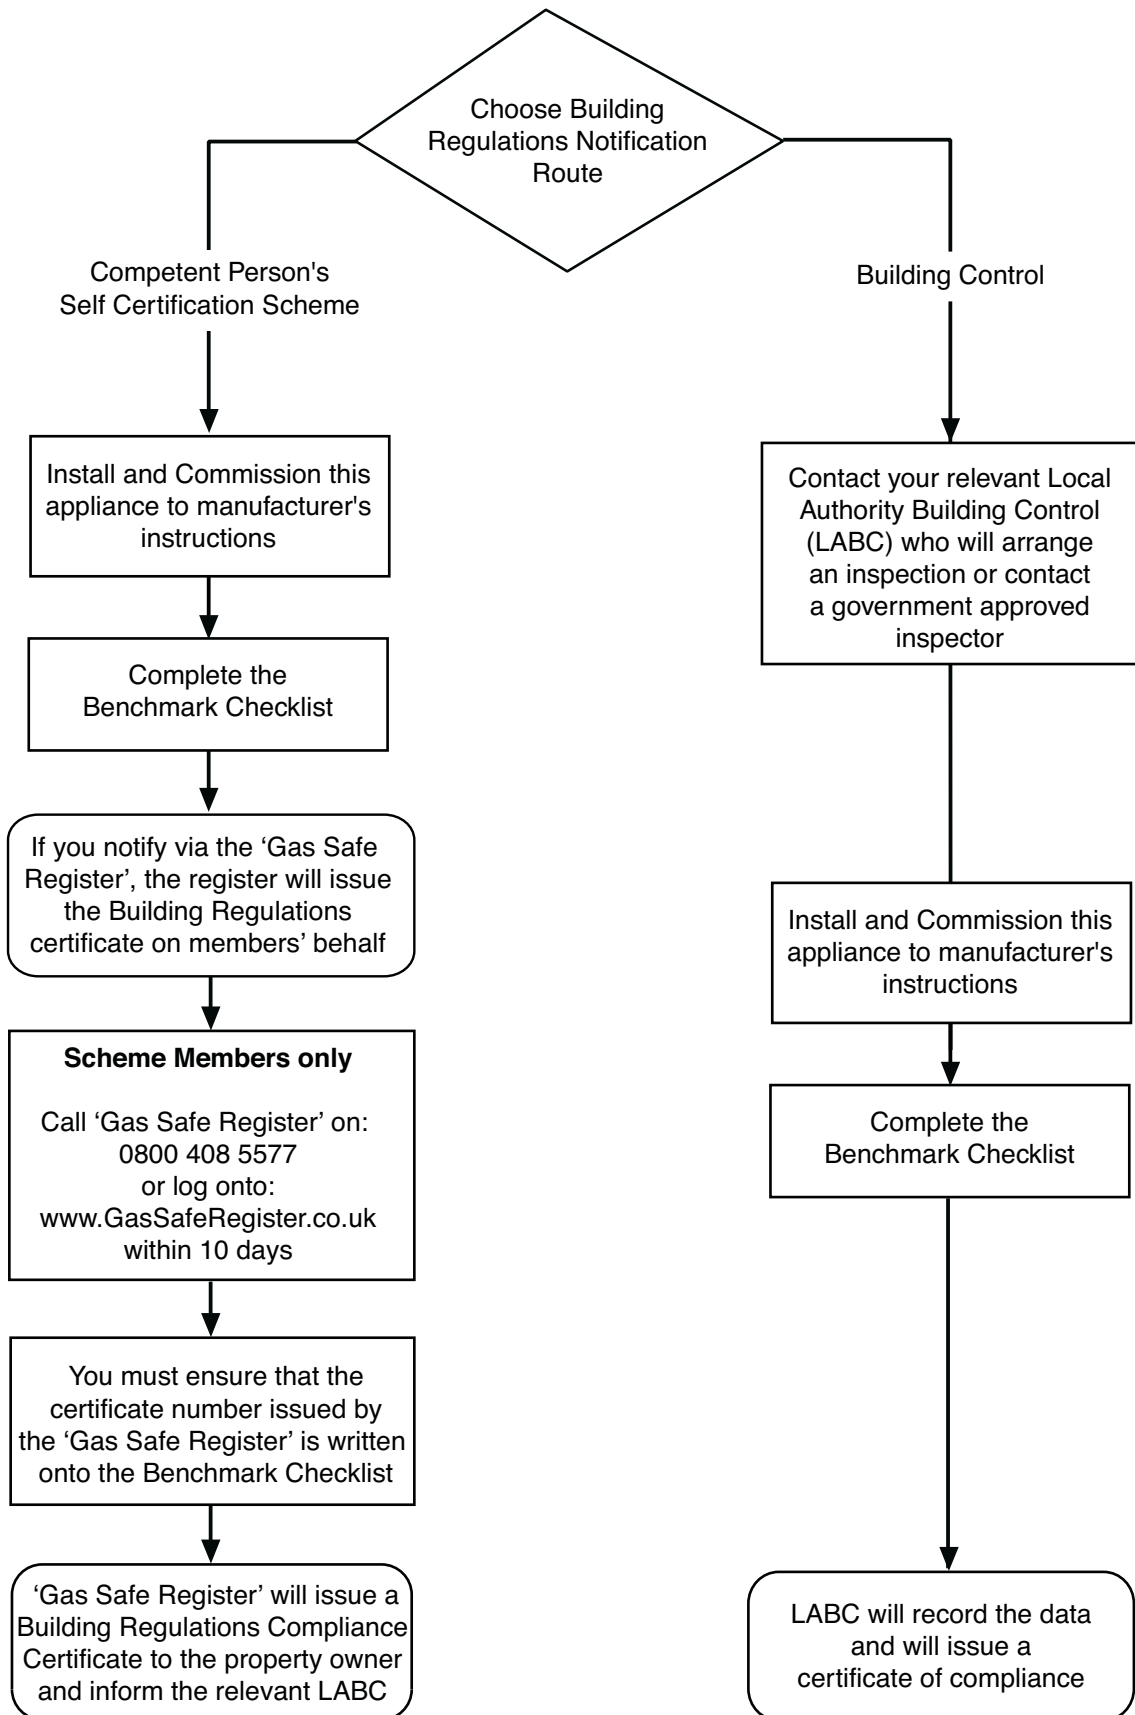 Choose Building
Regulations Notification
Route
Competent Person's
Self Certification Scheme
Building Control
Install and Commission this
appliance to manufacturer's
instructions
Complete the
Benchmark Checklist
If you notify via the ‘Gas Safe
Register’, the register will issue
the Building Regulations
certificate on members’ behalf
Scheme Members only
Call ‘Gas Safe Register’ on:
0800 408 5577
or log onto:
www.GasSafeRegister.co.uk
within 10 days
You must ensure that the
certificate number issued by
the ‘Gas Safe Register’ is written
onto the Benchmark Checklist
‘Gas Safe Register’ will issue a
Building Regulations Compliance
Certificate to the property owner
and inform the relevant LABC
Contact your relevant Local
Authority Building Control
(LABC) who will arrange
an inspection or contact
a government approved
inspector
Install and Commission this
appliance to manufacturer's
instructions
Complete the
Benchmark Checklist
LABC will record the data
and will issue a
certificate of compliance